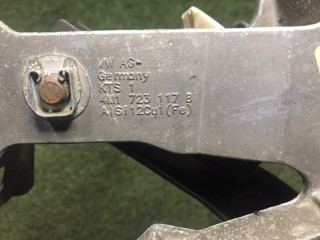 VW AG
Germany
KTS 1
4M1 723 117 B
AlSi12Cu1(Fe)